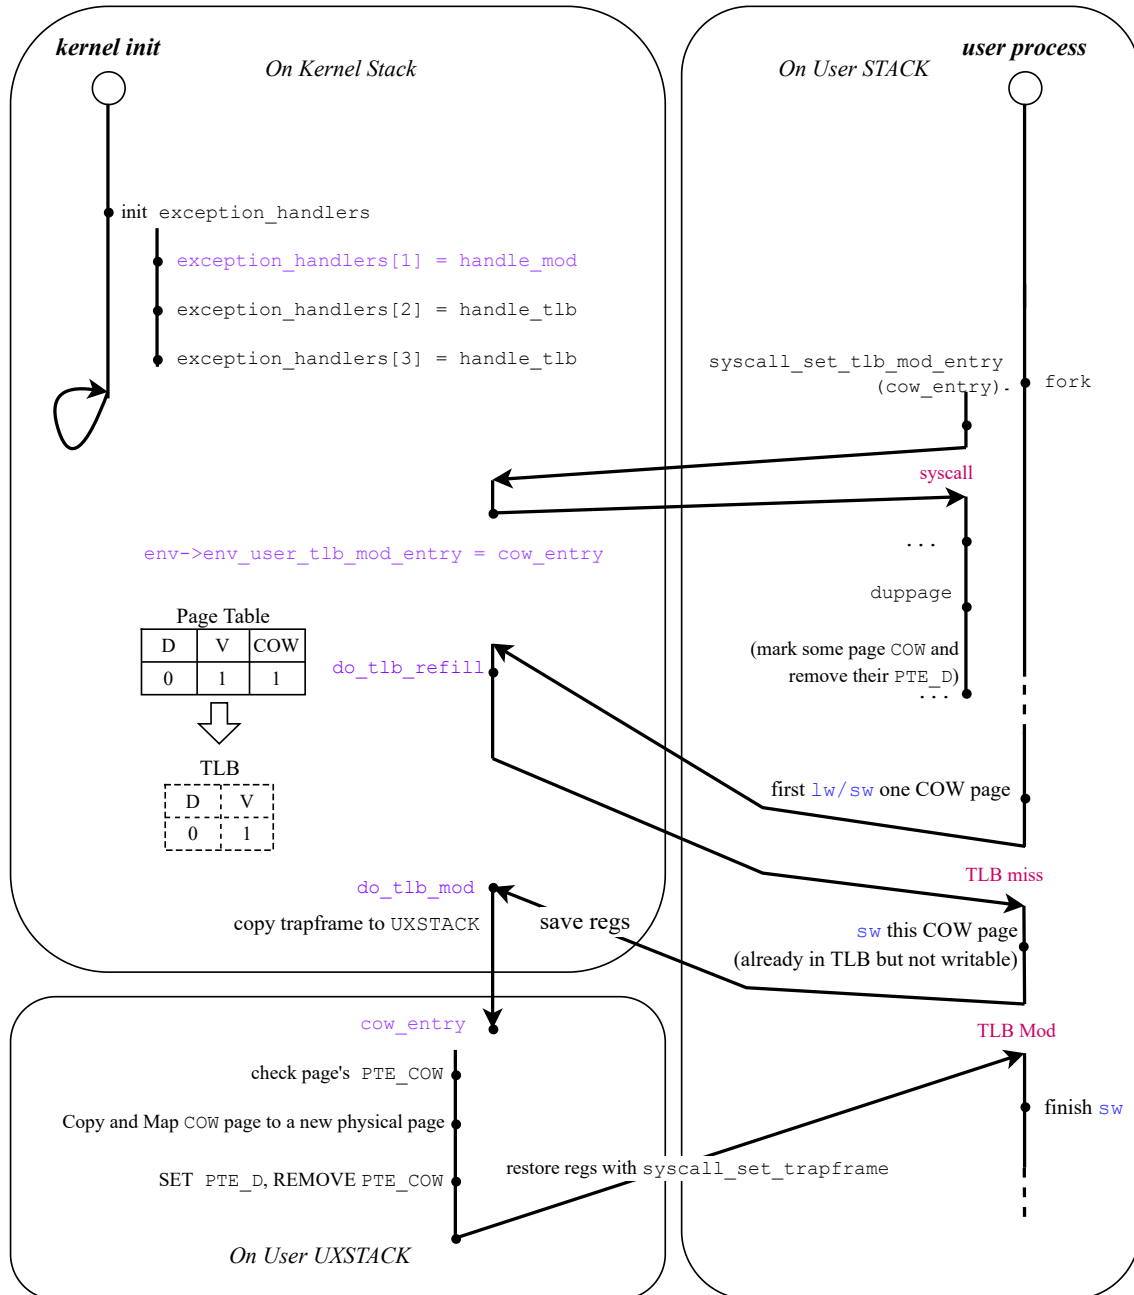 kernel init
On Kernel Stack
On User STACK
user process
init exception_handlers
exception_handlers[1] = handle_mod
exception_handlers[2] = handle_tlb
exception_handlers[3] = handle_tlb
syscall_set_tlb_mod_entry
(cow_entry).
fork
syscall
env->env_user_tlb_mod_entry = cow_entry
...
duppage
(mark some page COW and
remove their PTE_D)
...
Page Table
D V COW
0 1 1
do_tlb_refill
TLB
D V
0 1
first lw/sw one COW page
TLB miss
do_tlb_mod
copy trapframe to UXSTACK
save regs
sw this COW page
(already in TLB but not writable)
cow_entry
TLB Mod
check page's PTE_COW
Copy and Map COW page to a new physical page
finish sw
SET PTE_D, REMOVE PTE_COW
restore regs with syscall_set_trapframe
On User UXSTACK